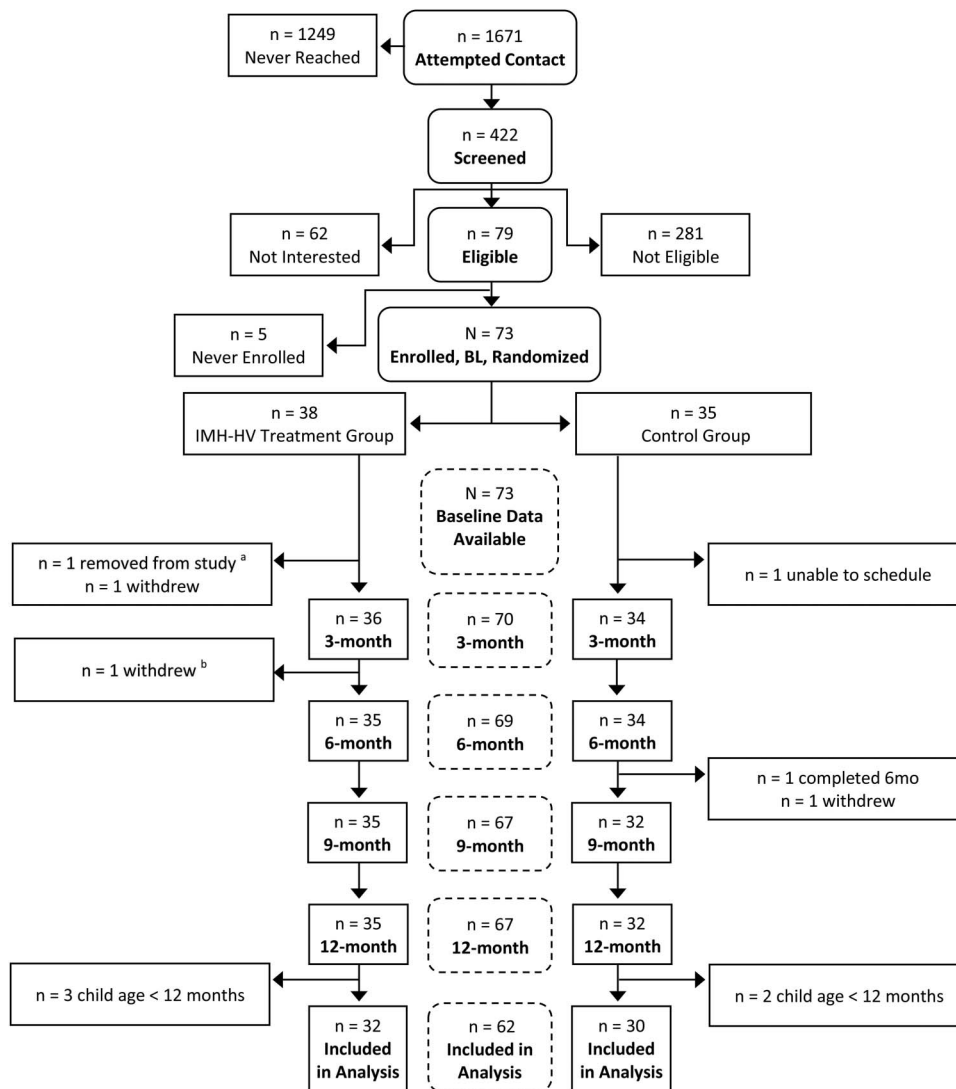 n = 1249
Never Reached
n = 1671
Attempted Contact
n = 422
Screened
n = 62
Not Interested
n = 79
Eligible
n = 281
Not Eligible
n = 5
Never Enrolled
N = 73
Enrolled, BL, Randomized
n = 38
IMH-HV Treatment Group
n = 35
Control Group
N = 73
Baseline Data
Available
n = 1 removed from study a
n = 1 withdrew
n = 1 unable to schedule
n = 36
3-month
n = 70
3-month
n = 34
3-month
n = 1 withdrew b
n = 35
6-month
n = 69
6-month
n = 34
6-month
n = 1 completed 6mo
n = 1 withdrew
n = 35
9-month
n = 67
9-month
n = 32
9-month
n = 35
12-month
n = 67
12-month
n = 32
12-month
n = 3 child age < 12 months
n = 2 child age < 12 months
n = 32
Included
in Analysis
n = 62
Included in
Analysis
n = 30
Included
in Analysis